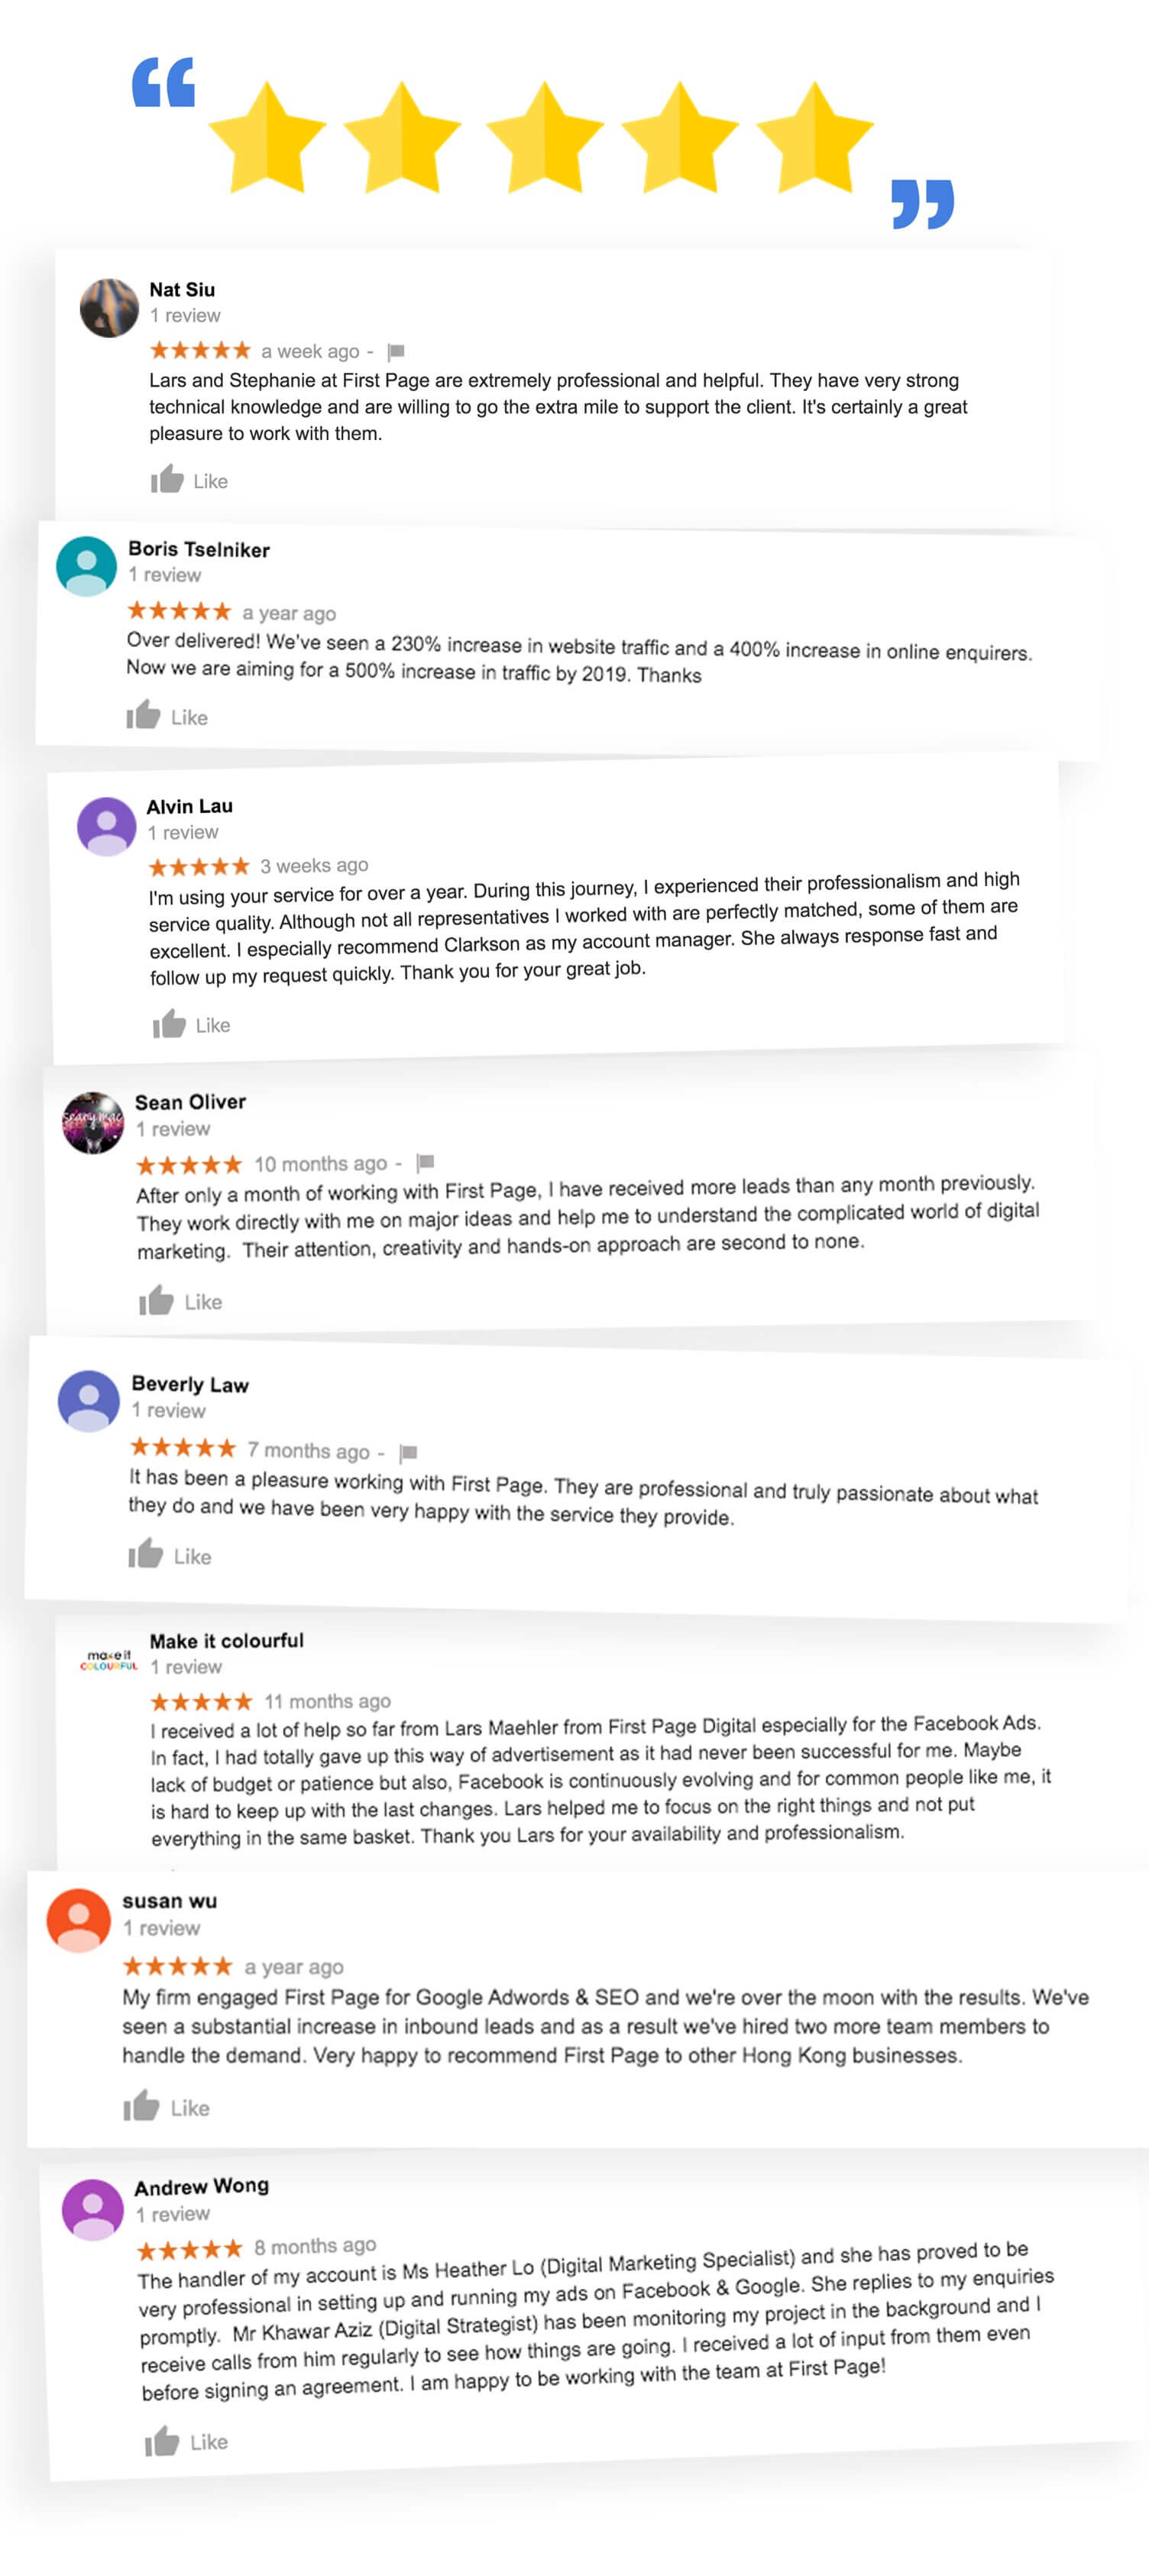 “
”
Nat Siu
1 review
★★★★★ a week ago -
Lars and Stephanie at First Page are extremely professional and helpful. They have very strong
technical knowledge and are willing to go the extra mile to support the client. It's certainly a great
pleasure to work with them.
Like
Boris Tselniker
1 review
★★★★★ a year ago
Over delivered! We've seen a 230% increase in website traffic and a 400% increase in online enquirers.
Now we are aiming for a 500% increase in traffic by 2019. Thanks
Like
Alvin Lau
1 review
★★★★★ 3 weeks ago
I'm using your service for over a year. During this journey, I experienced their professionalism and high
service quality. Although not all representatives I worked with are perfectly matched, some of them are
excellent. I especially recommend Clarkson as my account manager. She always response fast and
follow up my request quickly. Thank you for your great job.
Like
seany mac
Sean Oliver
1 review
★★★★★ 10 months ago -
After only a month of working with First Page, I have received more leads than any month previously.
They work directly with me on major ideas and help me to understand the complicated world of digital
marketing.  Their attention, creativity and hands-on approach are second to none.
Like
Beverly Law
1 review
★★★★★ 7 months ago -
It has been a pleasure working with First Page. They are professional and truly passionate about what
they do and we have been very happy with the service they provide.
Like
make it
COLOURFUL
Make it colourful
1 review
★★★★★ 11 months ago
I received a lot of help so far from Lars Maehler from First Page Digital especially for the Facebook Ads.
In fact, I had totally gave up this way of advertisement as it had never been successful for me. Maybe
lack of budget or patience but also, Facebook is continuously evolving and for common people like me, it
is hard to keep up with the last changes. Lars helped me to focus on the right things and not put
everything in the same basket. Thank you Lars for your availability and professionalism.
susan wu
1 review
★★★★★ a year ago
My firm engaged First Page for Google Adwords & SEO and we're over the moon with the results. We've
seen a substantial increase in inbound leads and as a result we've hired two more team members to
handle the demand. Very happy to recommend First Page to other Hong Kong businesses.
Like
Andrew Wong
1 review
★★★★★ 8 months ago
The handler of my account is Ms Heather Lo (Digital Marketing Specialist) and she has proved to be
very professional in setting up and running my ads on Facebook & Google. She replies to my enquiries
promptly.  Mr Khawar Aziz (Digital Strategist) has been monitoring my project in the background and I
receive calls from him regularly to see how things are going. I received a lot of input from them even
before signing an agreement. I am happy to be working with the team at First Page!
Like